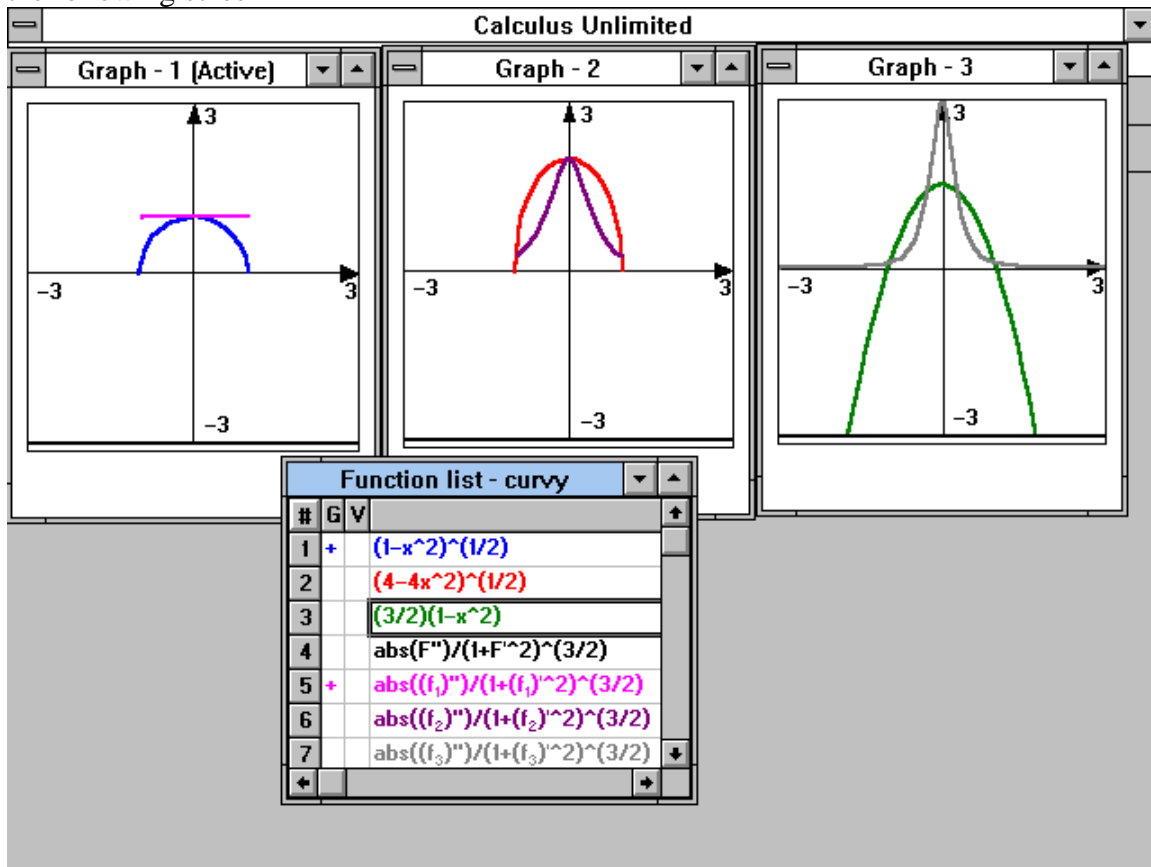 Calculus Unlimited
Graph - 1 (Active)
Graph - 2
Graph - 3
3
-3
3
-3
3
-3
3
-3
3
-3
3
-3
Function list - curvy
# G V
1 + (1-x^2)^(1/2)
2 (4-4x^2)^(1/2)
3 (3/2)(1-x^2)
4 abs(F'')/(1+F'^2)^(3/2)
5 + abs((f₁)'')/(1+(f₁)'^2)^(3/2)
6 abs((f₂)'')/(1+(f₂)'^2)^(3/2)
7 abs((f₃)'')/(1+(f₃)'^2)^(3/2)